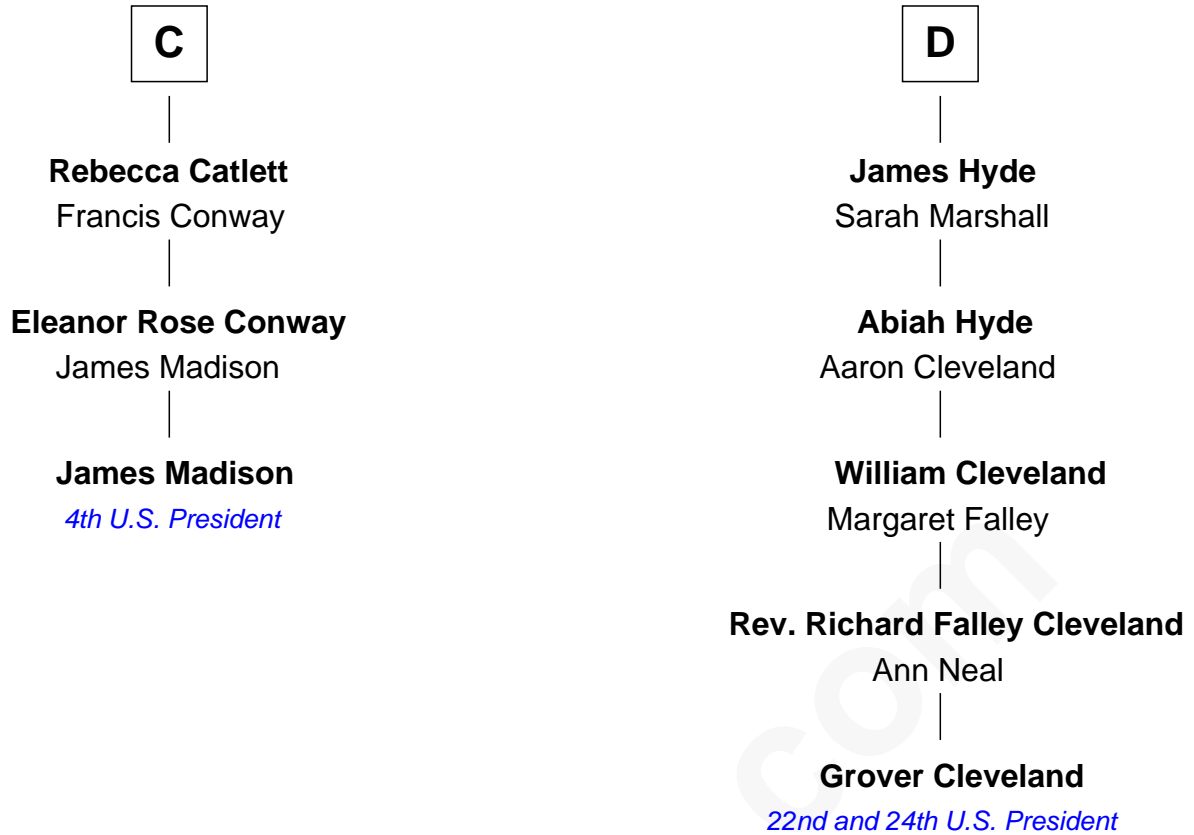 C
Rebecca Catlett
Francis Conway
Eleanor Rose Conway
James Madison
James Madison
4th U.S. President
D
James Hyde
Sarah Marshall
Abiah Hyde
Aaron Cleveland
William Cleveland
Margaret Falley
Rev. Richard Falley Cleveland
Ann Neal
Grover Cleveland
22nd and 24th U.S. President
com